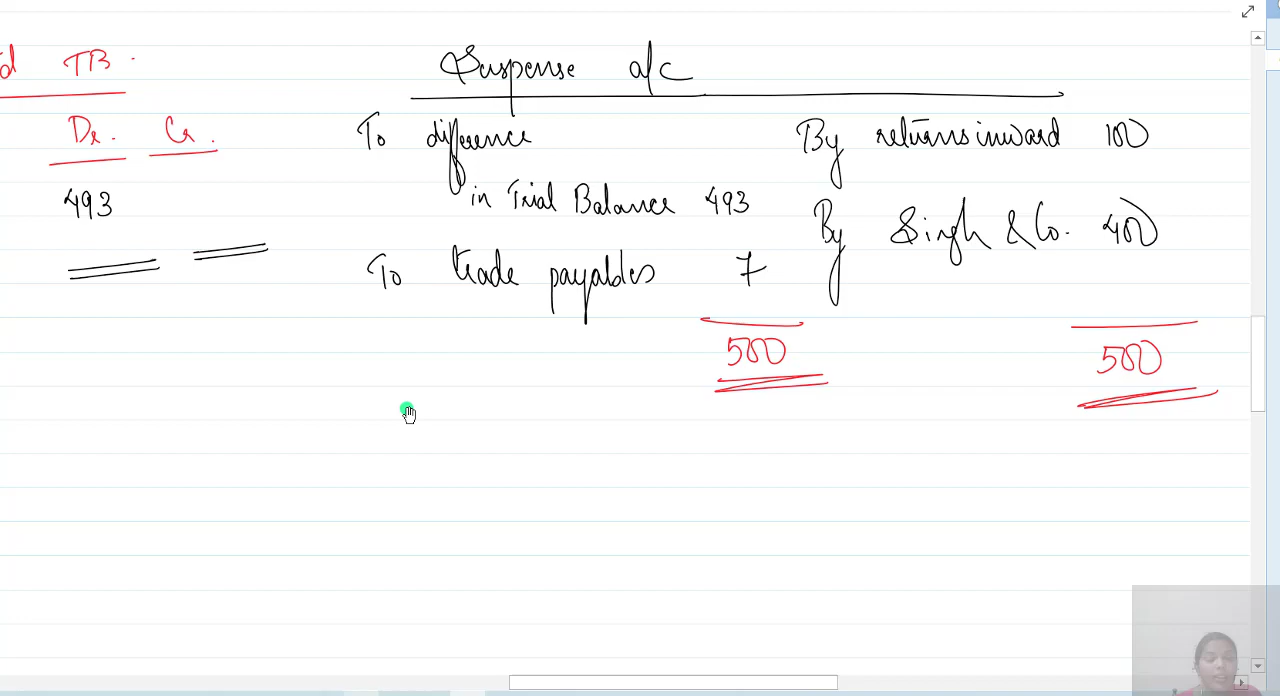 d TB.
Dr. Cr.
493
Suspense a/c
To difference
in Trial Balance 493
To trade payables 7
500
By returns inward 100
By Singh & Co. 400
500